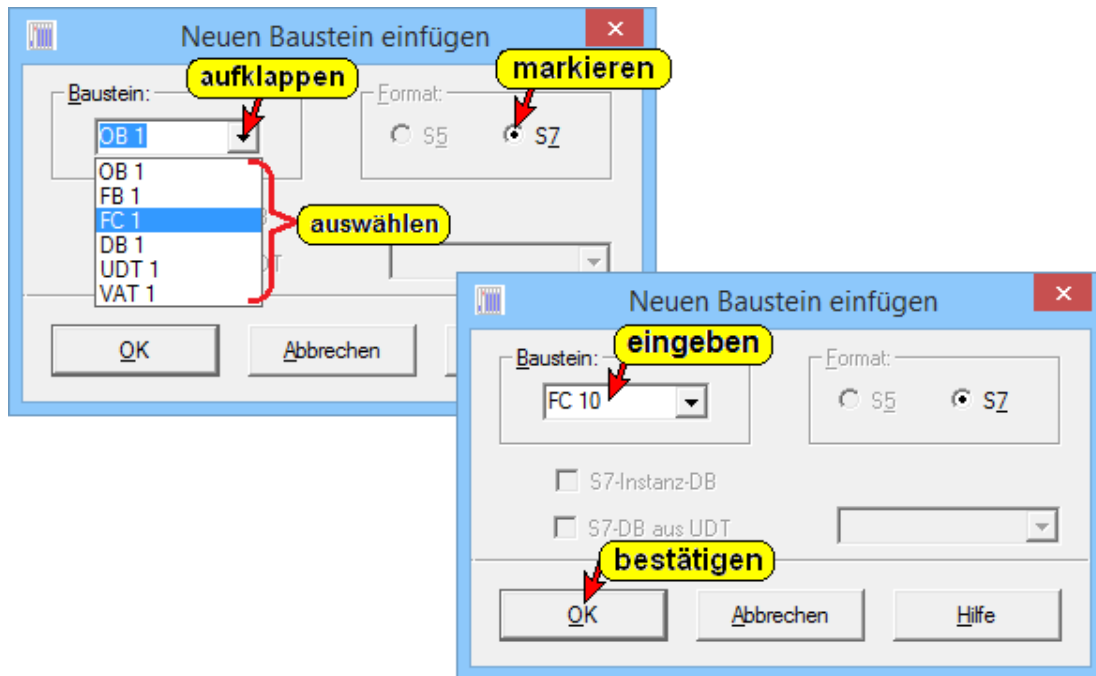 Neuen Baustein einfügen
aufklappen
markieren
Baustein:
Format:
OB 1
S5
S7
OB 1
FB 1
FC 1
DB 1
UDT 1
VAT 1
auswählen
OK
Abbrechen
Neuen Baustein einfügen
eingeben
Baustein:
Format:
FC 10
S5
S7
S7-Instanz-DB
S7-DB aus UDT
bestätigen
OK
Abbrechen
Hilfe